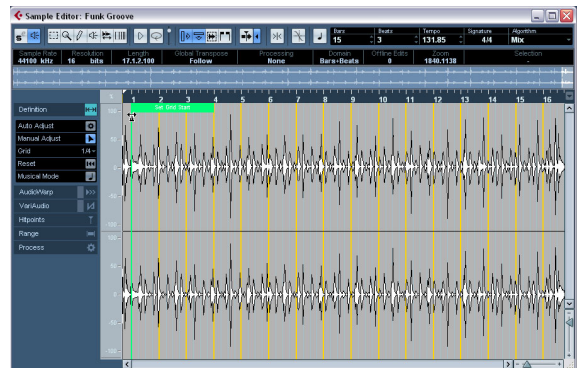 Sample Editor: Funk Groove
Bars Beats Tempo Signature Algorithm
15 3 131.85 4/4 Mix
Sample Rate Resolution Length Global Transpose Processing Domain Offline Edits Zoom Selection
44100 kHz 16 bits 17.1.2.100 Follow None Bars+Beats 0 1840.1138 -
1 2 3 4 5 6 7 8 9 10 11 12 13 14 15 16
Definition
Auto Adjust
Manual Adjust
Grid 1/4
Reset
Musical Mode
AudioWarp
VariAudio
Hitpoints
Range
Process